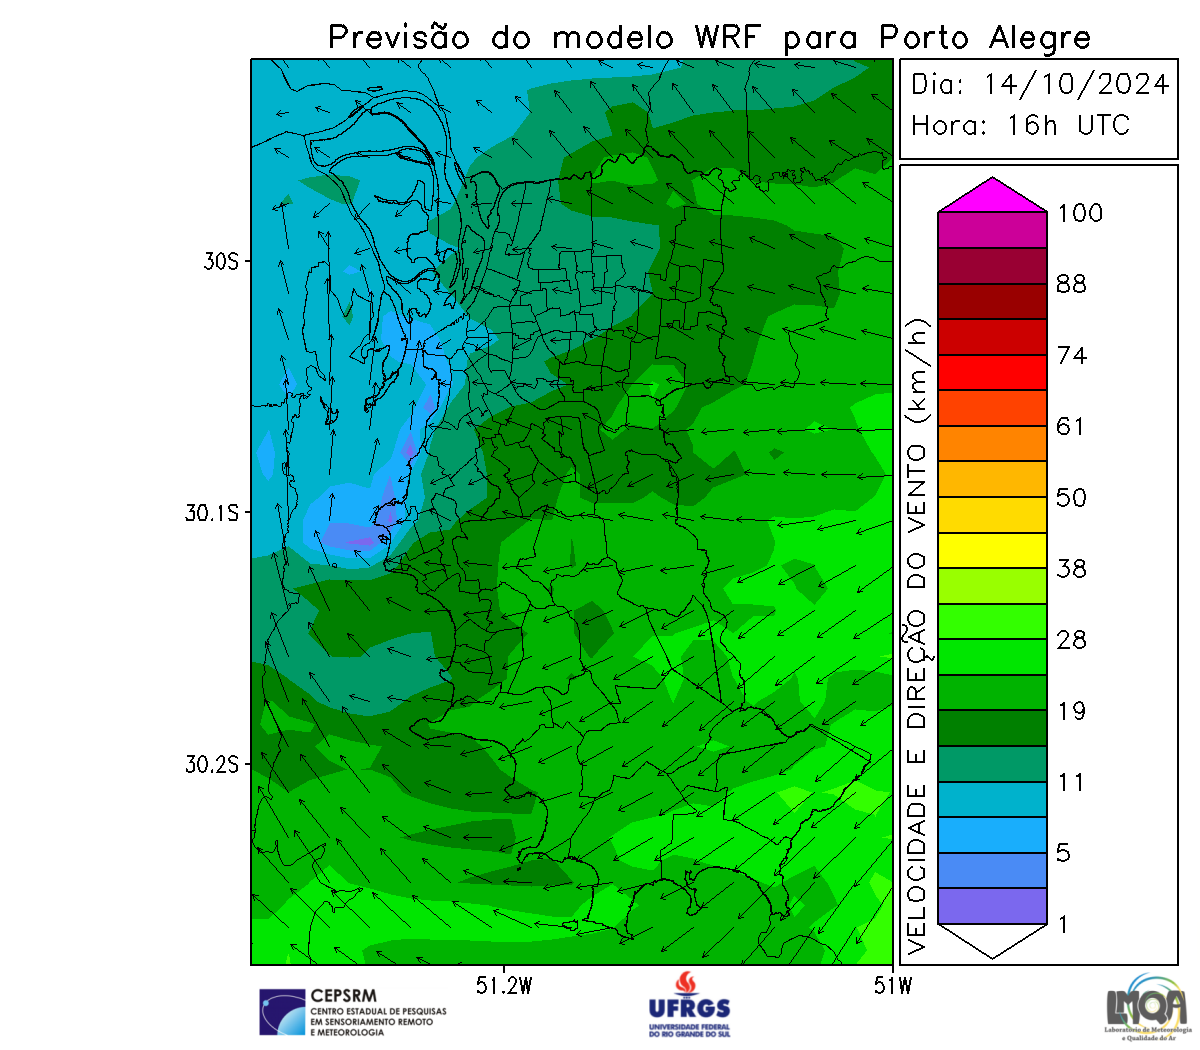 Previsão do modelo WRF para Porto Alegre
Dia: 14/10/2024
Hora: 16h UTC
VELOCIDADE E DIREÇÃO DO VENTO (km/h)
100
88
74
61
50
38
28
19
11
5
1
30S
30.1S
30.2S
51.2W
51W
CEPSRM
CENTRO ESTADUAL DE PESQUISAS
EM SENSORIAMENTO REMOTO
E METEOROLOGIA
UFRGS
UNIVERSIDADE FEDERAL
DO RIO GRANDE DO SUL
LMQA
Laboratório de Meteorologia
e Qualidade do Ar